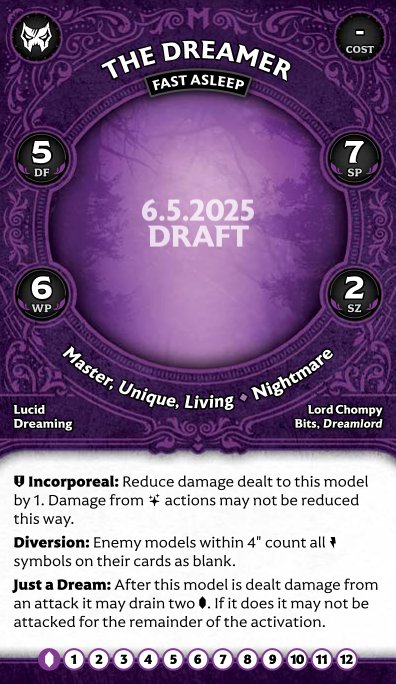 M
-
COST
THE DREAMER
FAST ASLEEP
5
DF
7
SP
6.5.2025
DRAFT
6
WP
2
SZ
Master, Unique, Living ◆ Nightmare
Lucid
Dreaming
Lord Chompy
Bits, Dreamlord
Incorporeal: Reduce damage dealt to this model
by 1. Damage from actions may not be reduced
this way.
Diversion: Enemy models within 4" count all
symbols on their cards as blank.
Just a Dream: After this model is dealt damage from
an attack it may drain two . If it does it may not be
attacked for the remainder of the activation.
1 2 3 4 5 6 7 8 9 10 11 12